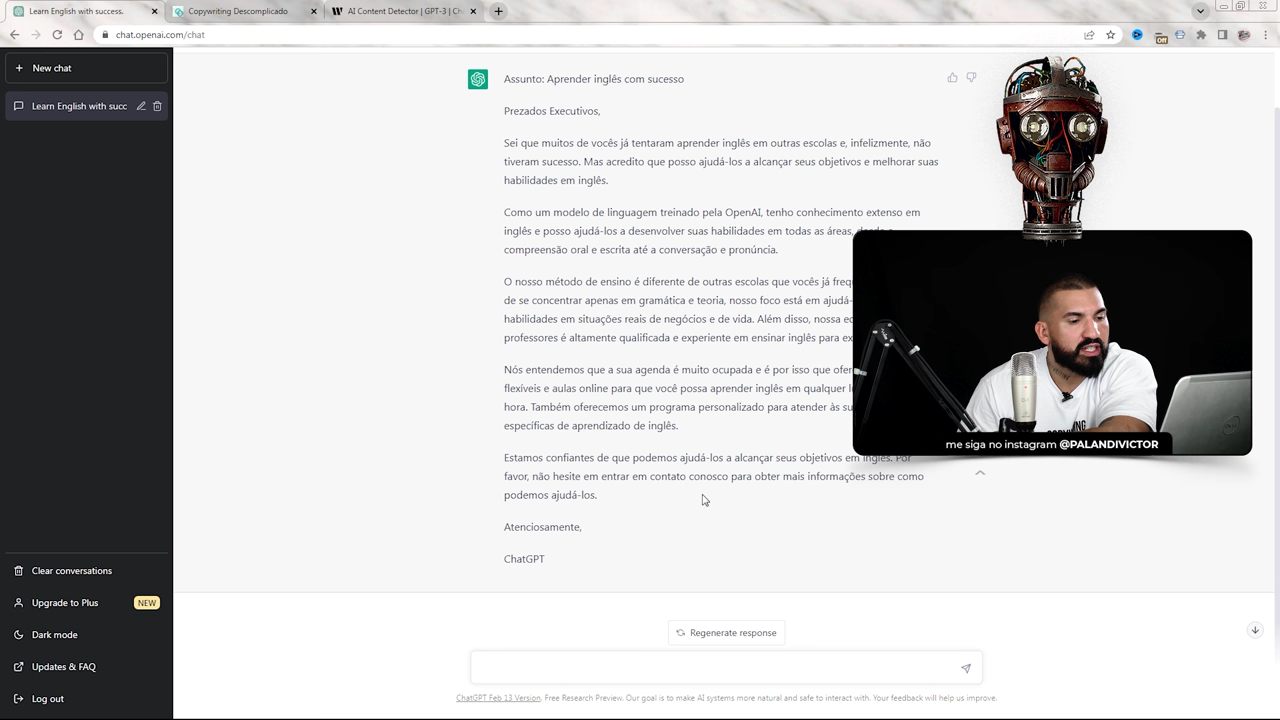 Learn English with success.
Copywriting Descomplicado
AI Content Detector | GPT-3 | Ch
chat.openai.com/chat
Off
New chat
Learn English with succ
Assunto: Aprender inglês com sucesso
Prezados Executivos,
Sei que muitos de vocês já tentaram aprender inglês em outras escolas e, infelizmente, não
tiveram sucesso. Mas acredito que posso ajudá-los a alcançar seus objetivos e melhorar suas
habilidades em inglês.
Como um modelo de linguagem treinado pela OpenAI, tenho conhecimento extenso em
inglês e posso ajudá-los a desenvolver suas habilidades em todas as áreas,
compreensão oral e escrita até a conversação e pronúncia.
O nosso método de ensino é diferente de outras escolas que vocês já freq
de se concentrar apenas em gramática e teoria, nosso foco está em ajudá-
habilidades em situações reais de negócios e de vida. Além disso, nossa
professores é altamente qualificada e experiente em ensinar inglês para ex
Nós entendemos que a sua agenda é muito ocupada e é por isso que ofer
flexíveis e aulas online para que você possa aprender inglês em qualquer
hora. Também oferecemos um programa personalizado para atender às su
específicas de aprendizado de inglês.
Estamos confiantes de que podemos ajudá-los a alcançar seus objetivos em inglês. Por
favor, não hesite em entrar em contato conosco para obter mais informações sobre como
podemos ajudá-los.
Atenciosamente,
ChatGPT
me siga no instagram @PALANDIVICTOR
Clear conversations
Upgrade to Plus NEW
Dark mode
Updates & FAQ
Log out
Regenerate response
ChatGPT Feb 13 Version. Free Research Preview. Our goal is to make AI systems more natural and safe to interact with. Your feedback will help us improve.